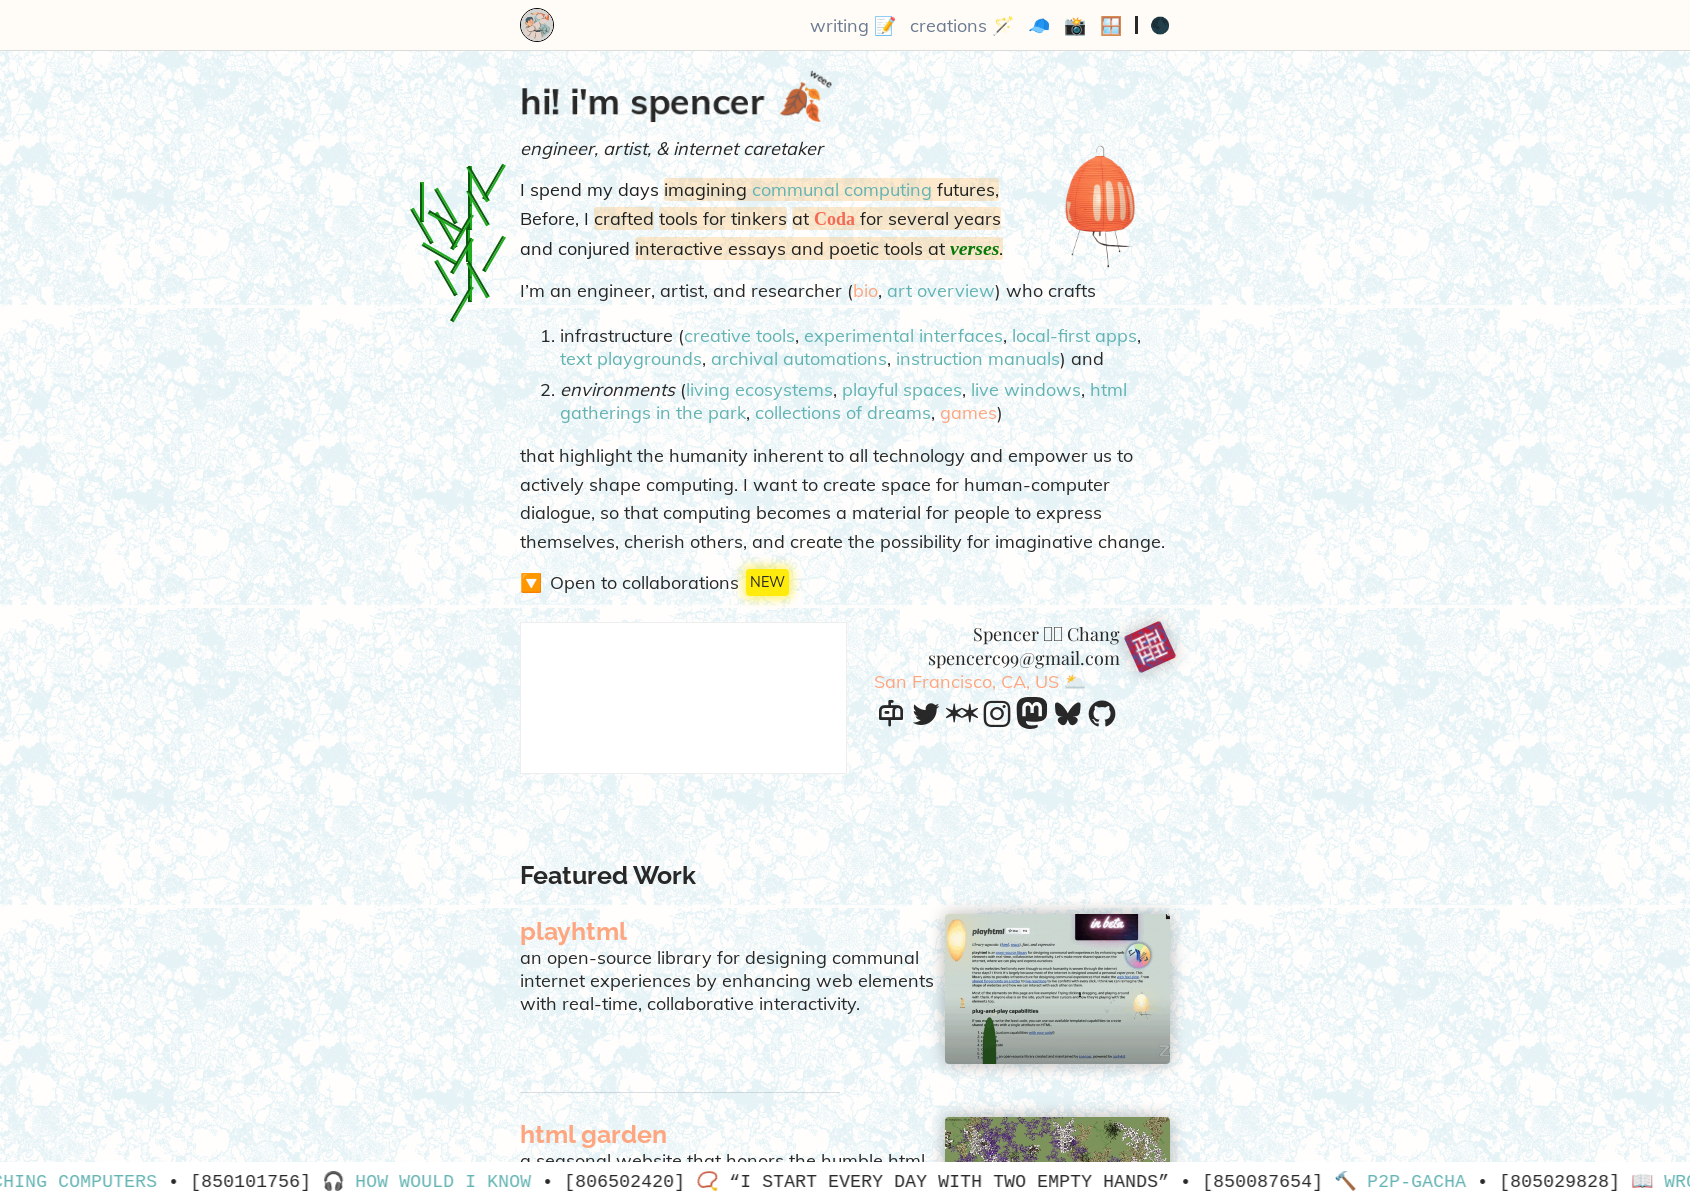 writing 📝 creations 🪄
hi! i'm spencer
weee
engineer, artist, & internet caretaker
I spend my days imagining communal computing futures,
Before, I crafted tools for tinkers at Coda for several years
and conjured interactive essays and poetic tools at verses.
I'm an engineer, artist, and researcher (bio, art overview) who crafts
1. infrastructure (creative tools, experimental interfaces, local-first apps,
text playgrounds, archival automations, instruction manuals) and
2. environments (living ecosystems, playful spaces, live windows, html
gatherings in the park, collections of dreams, games)
that highlight the humanity inherent to all technology and empower us to
actively shape computing. I want to create space for human-computer
dialogue, so that computing becomes a material for people to express
themselves, cherish others, and create the possibility for imaginative change.
🔽 Open to collaborations NEW
Spencer Chang
spencerc99@gmail.com
San Francisco, CA, US 🌥️
Featured Work
playhtml
an open-source library for designing communal
internet experiences by enhancing web elements
with real-time, collaborative interactivity.
playhtml
in beta
plug-and-play capabilities
html garden
a seasonal website that honors the humble html
CHING COMPUTERS • [850101756] 🎧 HOW WOULD I KNOW • [806502420] 📿 “I START EVERY DAY WITH TWO EMPTY HANDS” • [850087654] 🔨 P2P-GACHA • [805029828] 📖 WRO